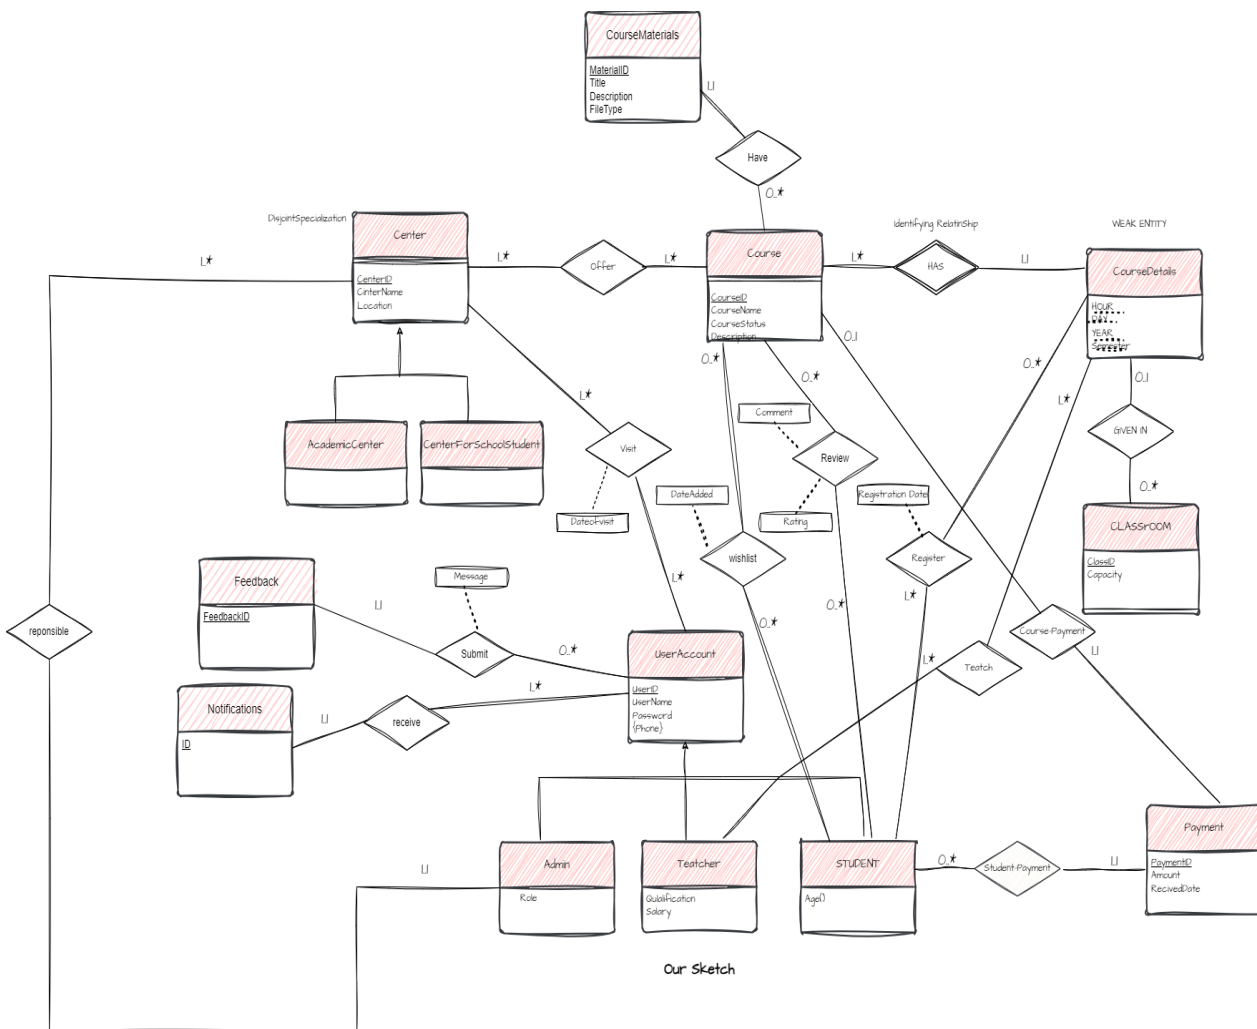 CourseMaterials
MaterialID
Title
Description
FileType
1..1
Have
0..*
DisjointSpecialization
Center
CenterID
CinterName
Location
1..*
1..*
Offer
1..*
Course
CourseID
CourseName
CourseStatus
Description
1..*
Identifying RelatinShip
HAS
1..1
WEAK ENTITY
CourseDetails
HOUR
DAY
YEAR
Semester
0..*
0..*
0..1
0..*
1..*
0..1
GIVEN IN
0..*
CLASSrOOM
ClassID
Capacity
AcademicCenter
CenterForSchoolStudent
1..*
Visit
Dateofvisit
1..*
Comment
Review
Rating
0..*
DateAdded
wishlist
0..*
Registration Date
Register
1..*
Feedback
FeedbackID
1..1
Message
Submit
0..*
reponsible
Notifications
ID
1..1
receive
1..*
UserAccount
UserID
UserName
Password
{Phone}
1..*
Teatch
Course-Payment
1..1
Admin
Role
1..1
Teatcher
Qulalification
Salary
STUDENT
Age()
0..*
Student-Payment
1..1
Payment
PaymentID
Amount
RecivedDate
Our Sketch